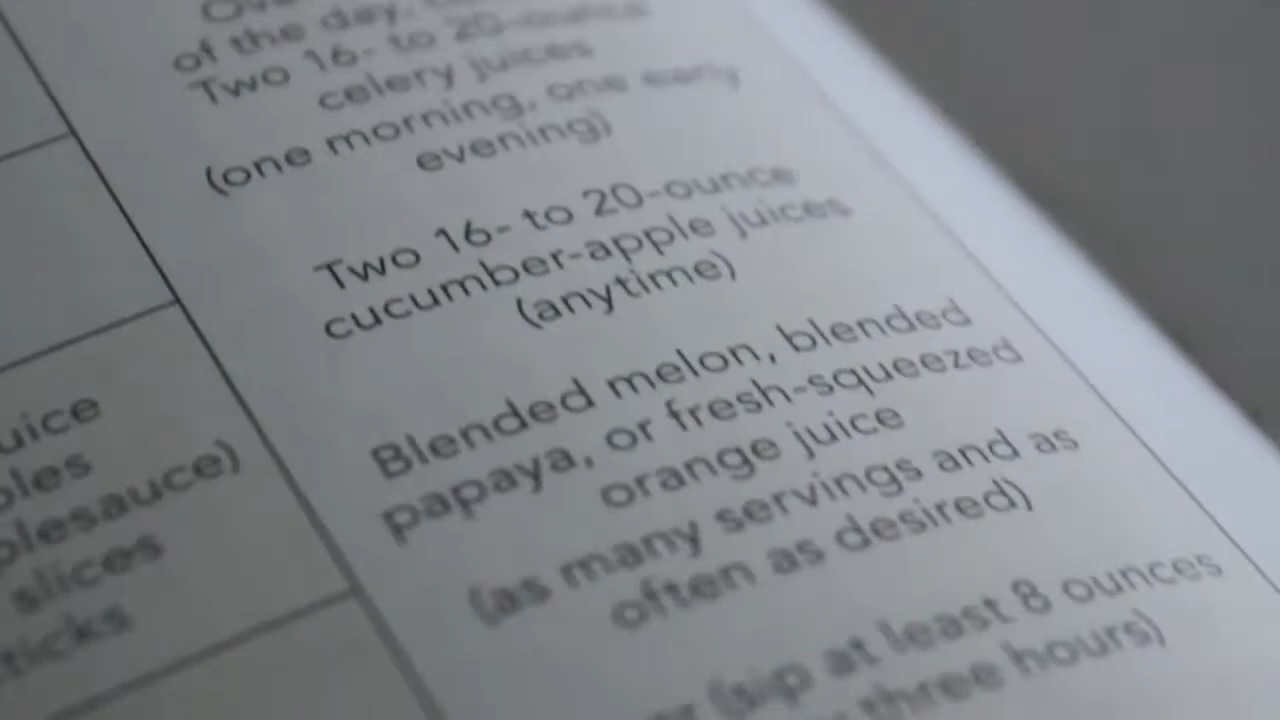 of the day.
Two 16- to 20-ounce
celery juices
(one morning, one early
evening)
Two 16- to 20-ounce
cucumber-apple juices
(anytime)
Blended melon, blended
papaya, or fresh-squeezed
orange juice
(as many servings and as
often as desired)
(sip at least 8 ounces
three hours)
uice
plesauce)
slices
ticks